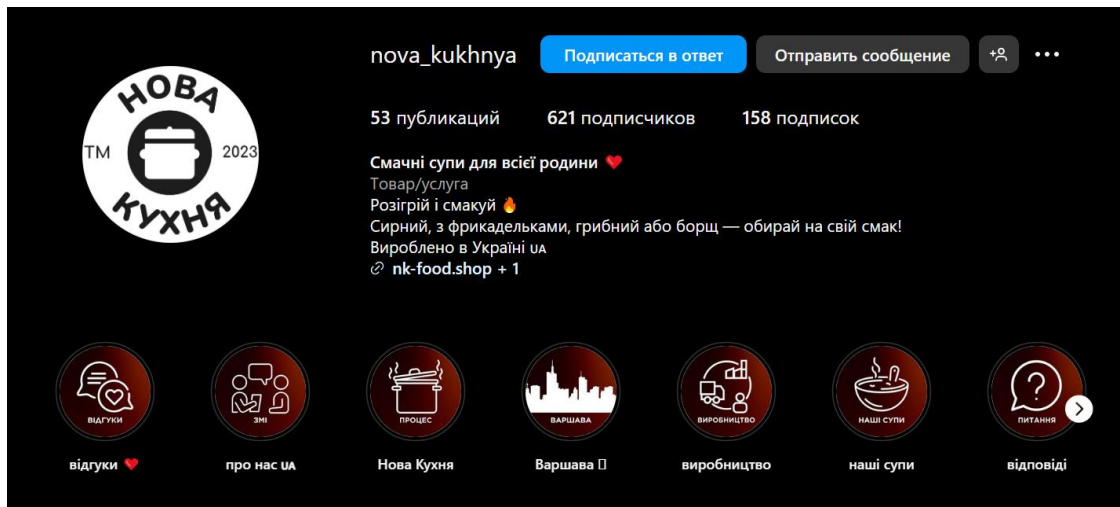 nova_kukhnya Подписаться в ответ Отправить сообщение
НОВА
ТМ 2023
КУХНЯ
53 публикаций 621 подписчиков 158 подписок
Смачні супи для всієї родини ❤️
Товар/услуга
Розігрій і смакуй 🔥
Сирний, з фрикадельками, грибний або борщ — обирай на свій смак!
Вироблено в Україні UA
nk-food.shop + 1
ВІДГУКИ ЗМІ ПРОЦЕС ВАРШАВА ВИРОБНИЦТВО НАШІ СУПИ ПИТАННЯ
відгуки ❤️ про нас UA Нова Кухня Варшава виробництво наші супи відповіді